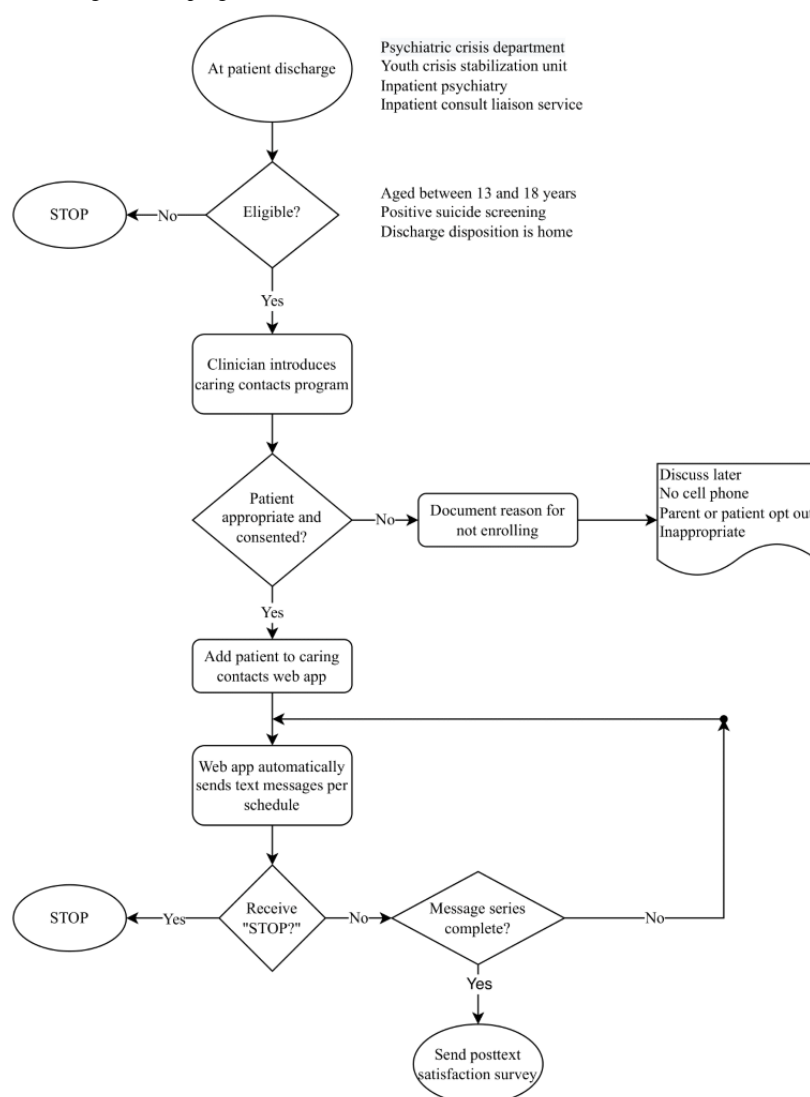 At patient discharge
Psychiatric crisis department
Youth crisis stabilization unit
Inpatient psychiatry
Inpatient consult liaison service
STOP
No
Eligible?
Aged between 13 and 18 years
Positive suicide screening
Discharge disposition is home
Yes
Clinician introduces
caring contacts program
Patient
appropriate and
consented?
No
Document reason for
not enrolling
Discuss later
No cell phone
Parent or patient opt out
Inappropriate
Yes
Add patient to caring
contacts web app
Web app automatically
sends text messages per
schedule
STOP
Yes
Receive
"STOP?"
No
Message series
complete?
No
Yes
Send posttext
satisfaction survey